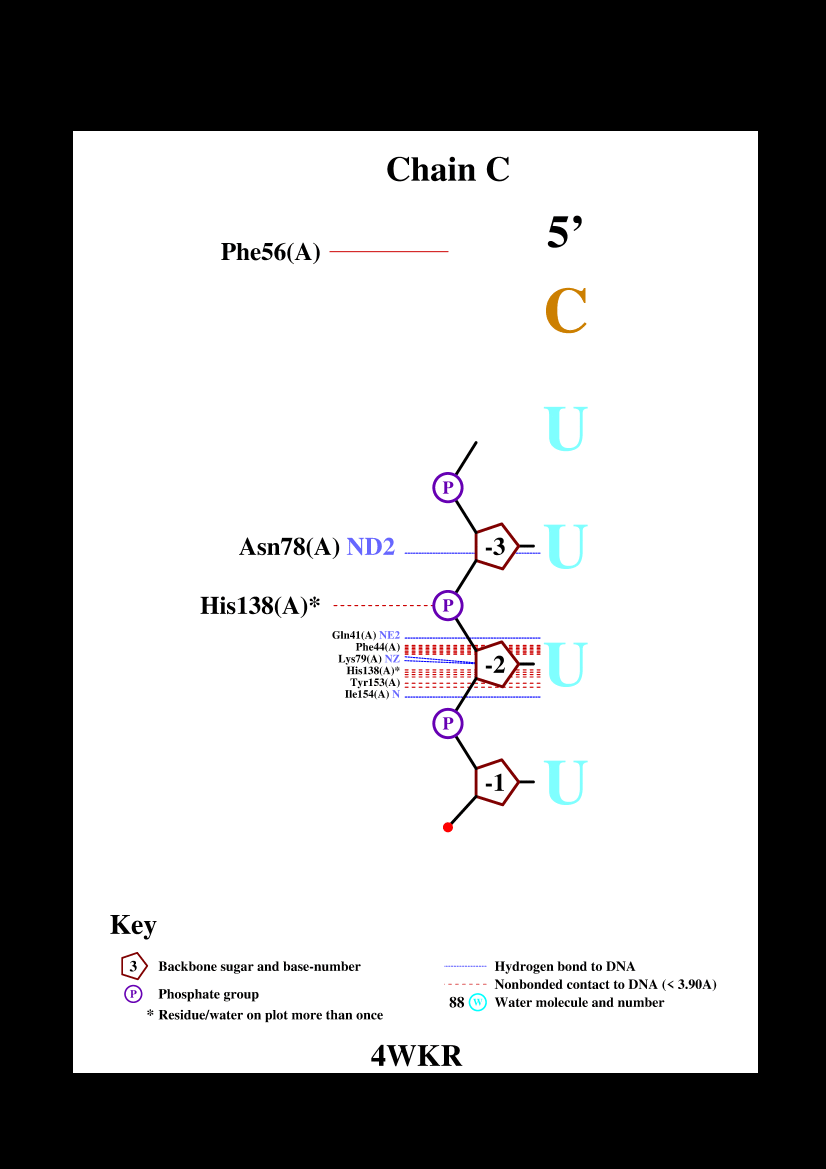 Chain C
5’
Phe56(A)
C
U
P
Asn78(A) ND2
-3
U
His138(A)*
P
Gln41(A) NE2
Phe44(A)
Lys79(A) NZ
-2
U
His138(A)*
Tyr153(A)
Ile154(A) N
P
-1
U
Key
3 Backbone sugar and base-number
P Phosphate group
* Residue/water on plot more than once
Hydrogen bond to DNA
Nonbonded contact to DNA (< 3.90A)
88 W Water molecule and number
4WKR